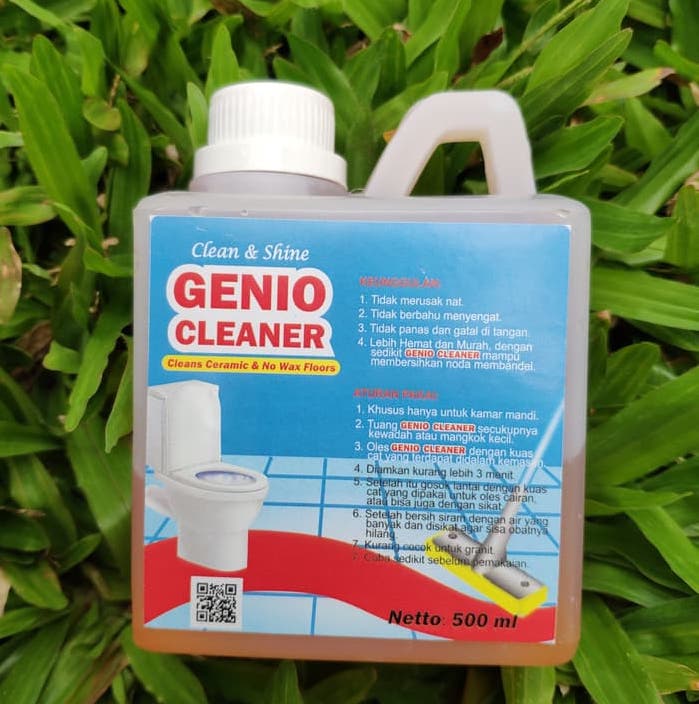 Clean & Shine
GENIO
CLEANER
Cleans Ceramic & No Wax Floors
KEUNGGULAN:
1. Tidak merusak nat.
2. Tidak berbahu menyengat.
3. Tidak panas dan gatal di tangan.
4. Lebih Hemat dan Murah, dengan
sedikit GENIO CLEANER mampu
membersihkan noda membandel.
ATURAN PAKAI:
1. Khusus hanya untuk kamar mandi.
2. Tuang GENIO CLEANER secukupnya
kewadah atau mangkok kecil.
3. Oles GENIO CLEANER dengan kuas
cat yang terdapat didalam kemasan.
4. Diamkan kurang lebih 3 menit.
5. Setelah itu gosok lantai dengan kuas
cat yang dipakai untuk oles cairan,
atau bisa juga dengan sikat.
6. Setelah bersih siram dengan air yang
banyak dan disikat agar sisa obatnya
hilang.
7. Kurang cocok untuk granit.
Coba sedikit sebelum pemakaian.
Netto: 500 ml